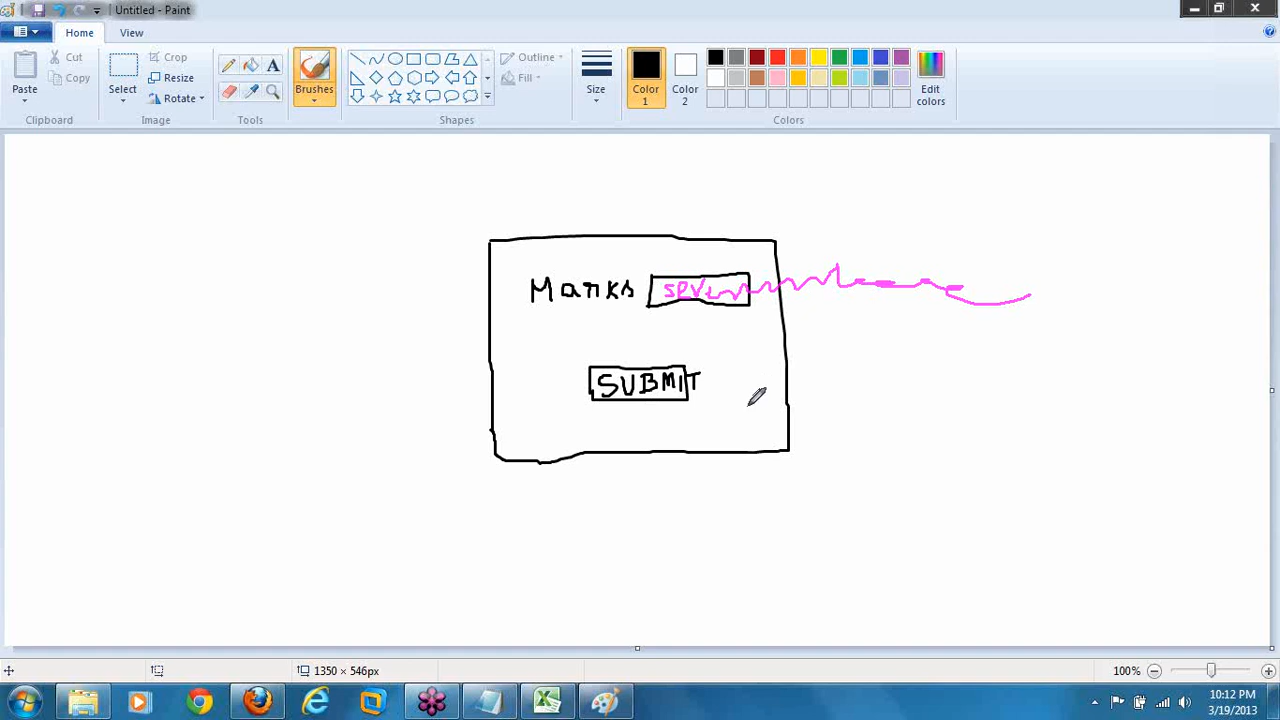 Untitled - Paint
Home View
Paste
Cut
Copy
Clipboard
Select
Crop
Resize
Rotate
Image
A
Tools
Brushes
Outline
Fill
Shapes
Size
Color 1
Color 2
Edit colors
Colors
Marks
SUBMIT
1350 × 546px
100%
10:12 PM
3/19/2013